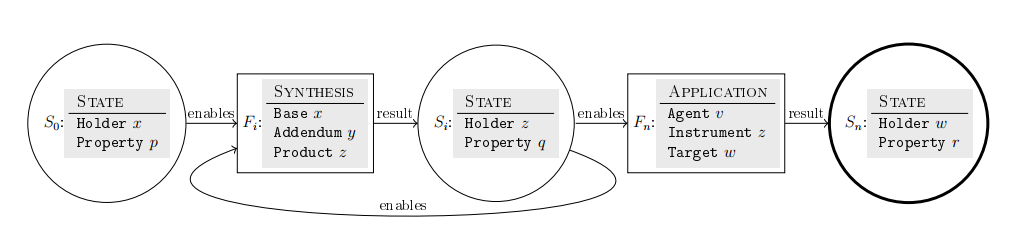 S0:
STATE
Holder x
Property p
enables
Fi:
SYNTHESIS
Base x
Addendum y
Product z
result
Si:
STATE
Holder z
Property q
enables
Fn:
APPLICATION
Agent v
Instrument z
Target w
result
Sn:
STATE
Holder w
Property r
enables